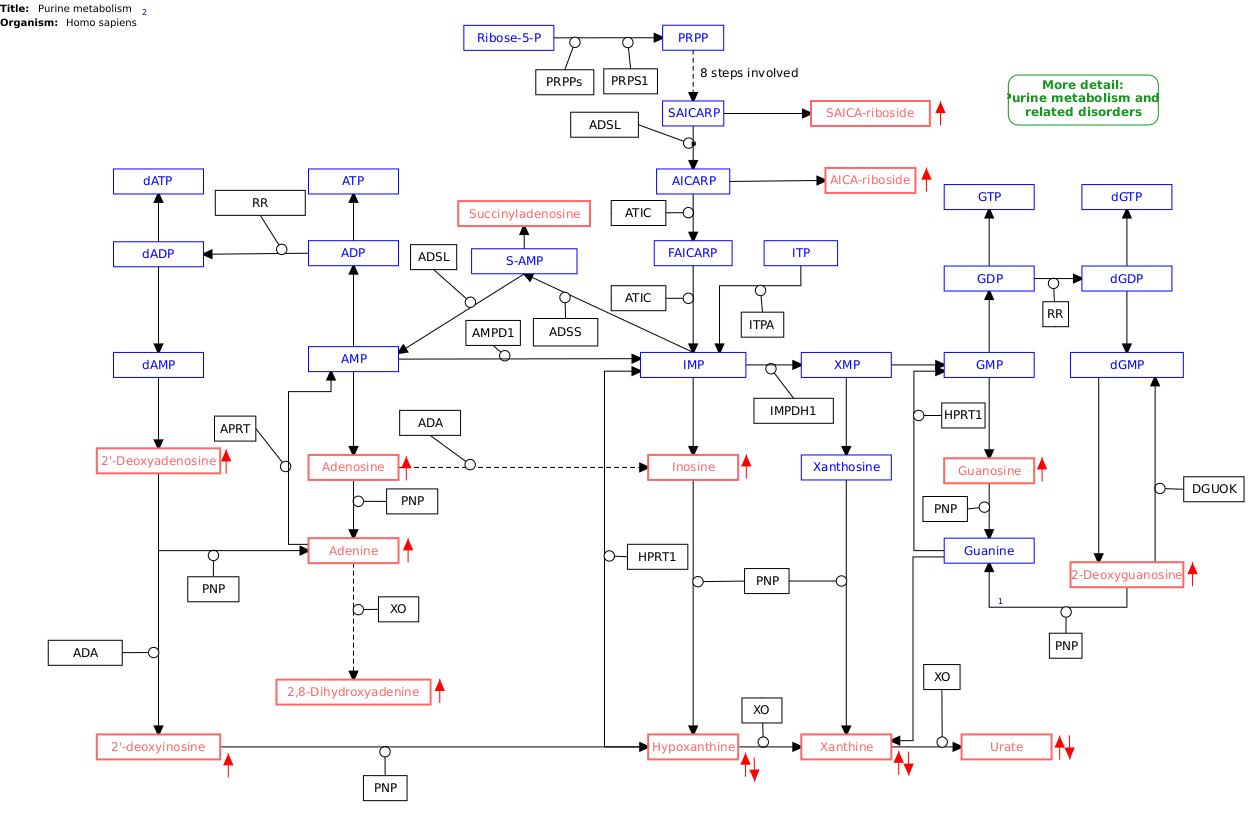 Title: Purine metabolism 2
Organism: Homo sapiens
Ribose-5-P
PRPP
PRPPs
PRPS1
8 steps involved
More detail:
Purine metabolism and
related disorders
SAICARP
SAICA-riboside
ADSL
dATP
ATP
AICARP
AICA-riboside
RR
Succinyladenosine
ATIC
GTP
dGTP
dADP
ADP
ADSL
S-AMP
FAICARP
ITP
GDP
dGDP
ATIC
RR
AMPD1
ADSS
ITPA
dAMP
AMP
IMP
XMP
GMP
dGMP
IMPDH1
HPRT1
APRT
ADA
2'-Deoxyadenosine
Adenosine
Inosine
Xanthosine
Guanosine
DGUOK
PNP
PNP
Adenine
Guanine
HPRT1
PNP
PNP
2-Deoxyguanosine
XO
1
PNP
ADA
XO
2,8-Dihydroxyadenine
XO
2'-deoxyinosine
Hypoxanthine
Xanthine
Urate
PNP